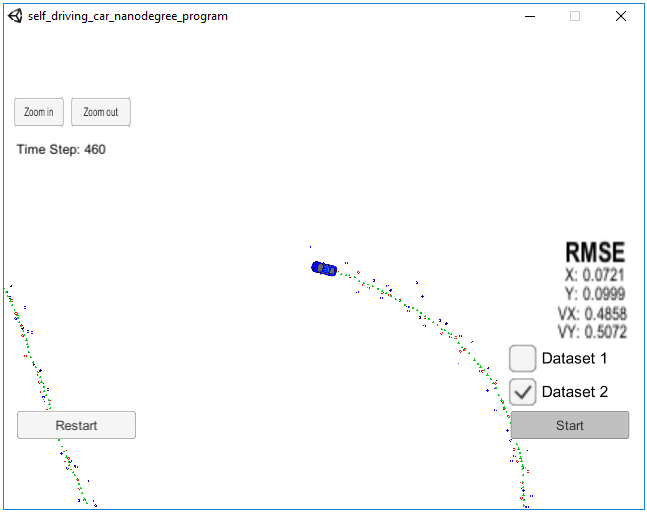 self_driving_car_nanodegree_program
Zoom in
Zoom out
Time Step: 460
RMSE
X: 0.0721
Y: 0.0999
VX: 0.4858
VY: 0.5072
Dataset 1
Dataset 2
Restart
Start